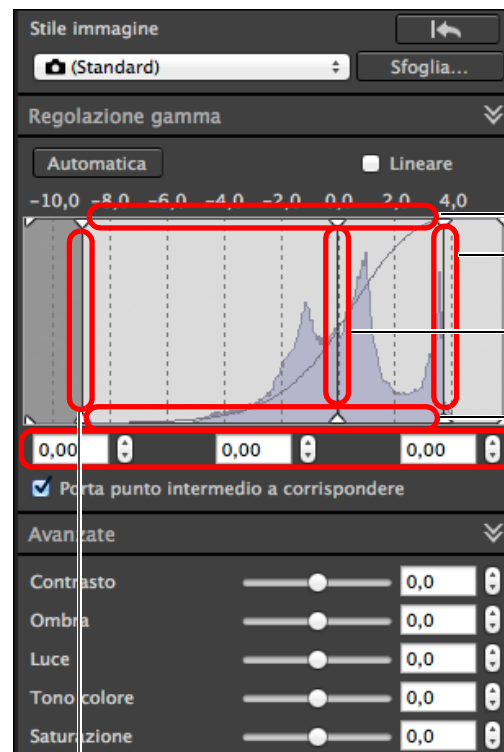 Stile immagine
(Standard)
Sfoglia...
Regolazione gamma
Automatica
Lineare
-10,0 -8,0 -6,0 -4,0 -2,0 0,0 2,0 4,0
0,00 0,00 0,00
Porta punto intermedio a corrispondere
Avanzate
Contrasto 0,0
Ombra 0,0
Luce 0,0
Tono colore 0,0
Saturazione 0,0